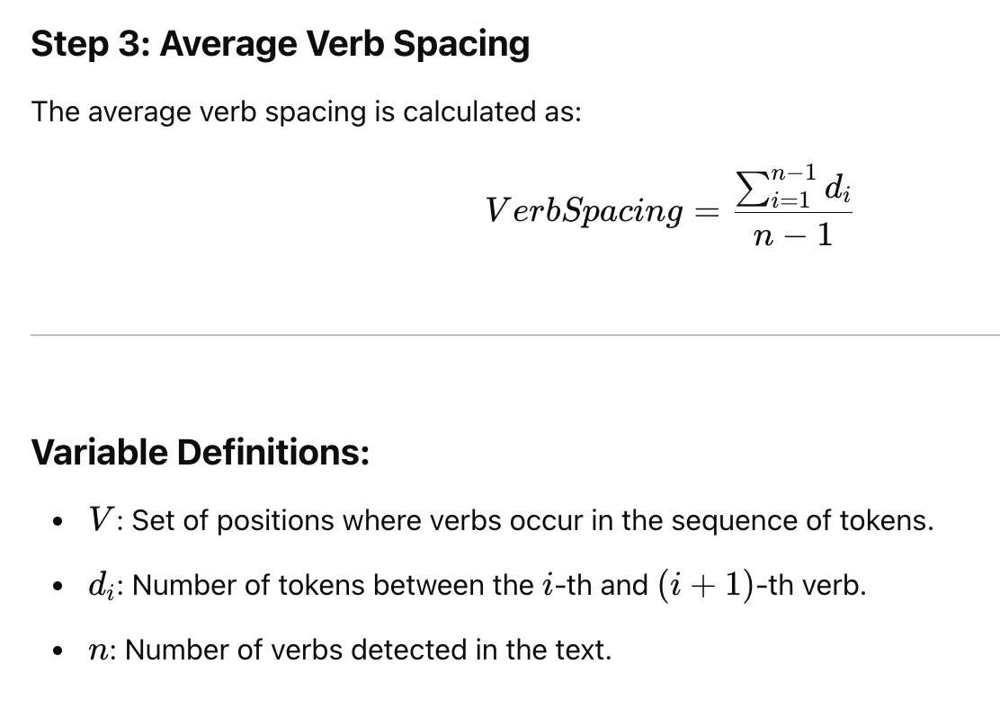 Step 3: Average Verb Spacing
The average verb spacing is calculated as:
$VerbSpacing = \frac{\sum_{i=1}^{n-1} d_i}{n-1}$
Variable Definitions:
• $V$: Set of positions where verbs occur in the sequence of tokens.
• $d_i$: Number of tokens between the $i$-th and $(i+1)$-th verb.
• $n$: Number of verbs detected in the text.